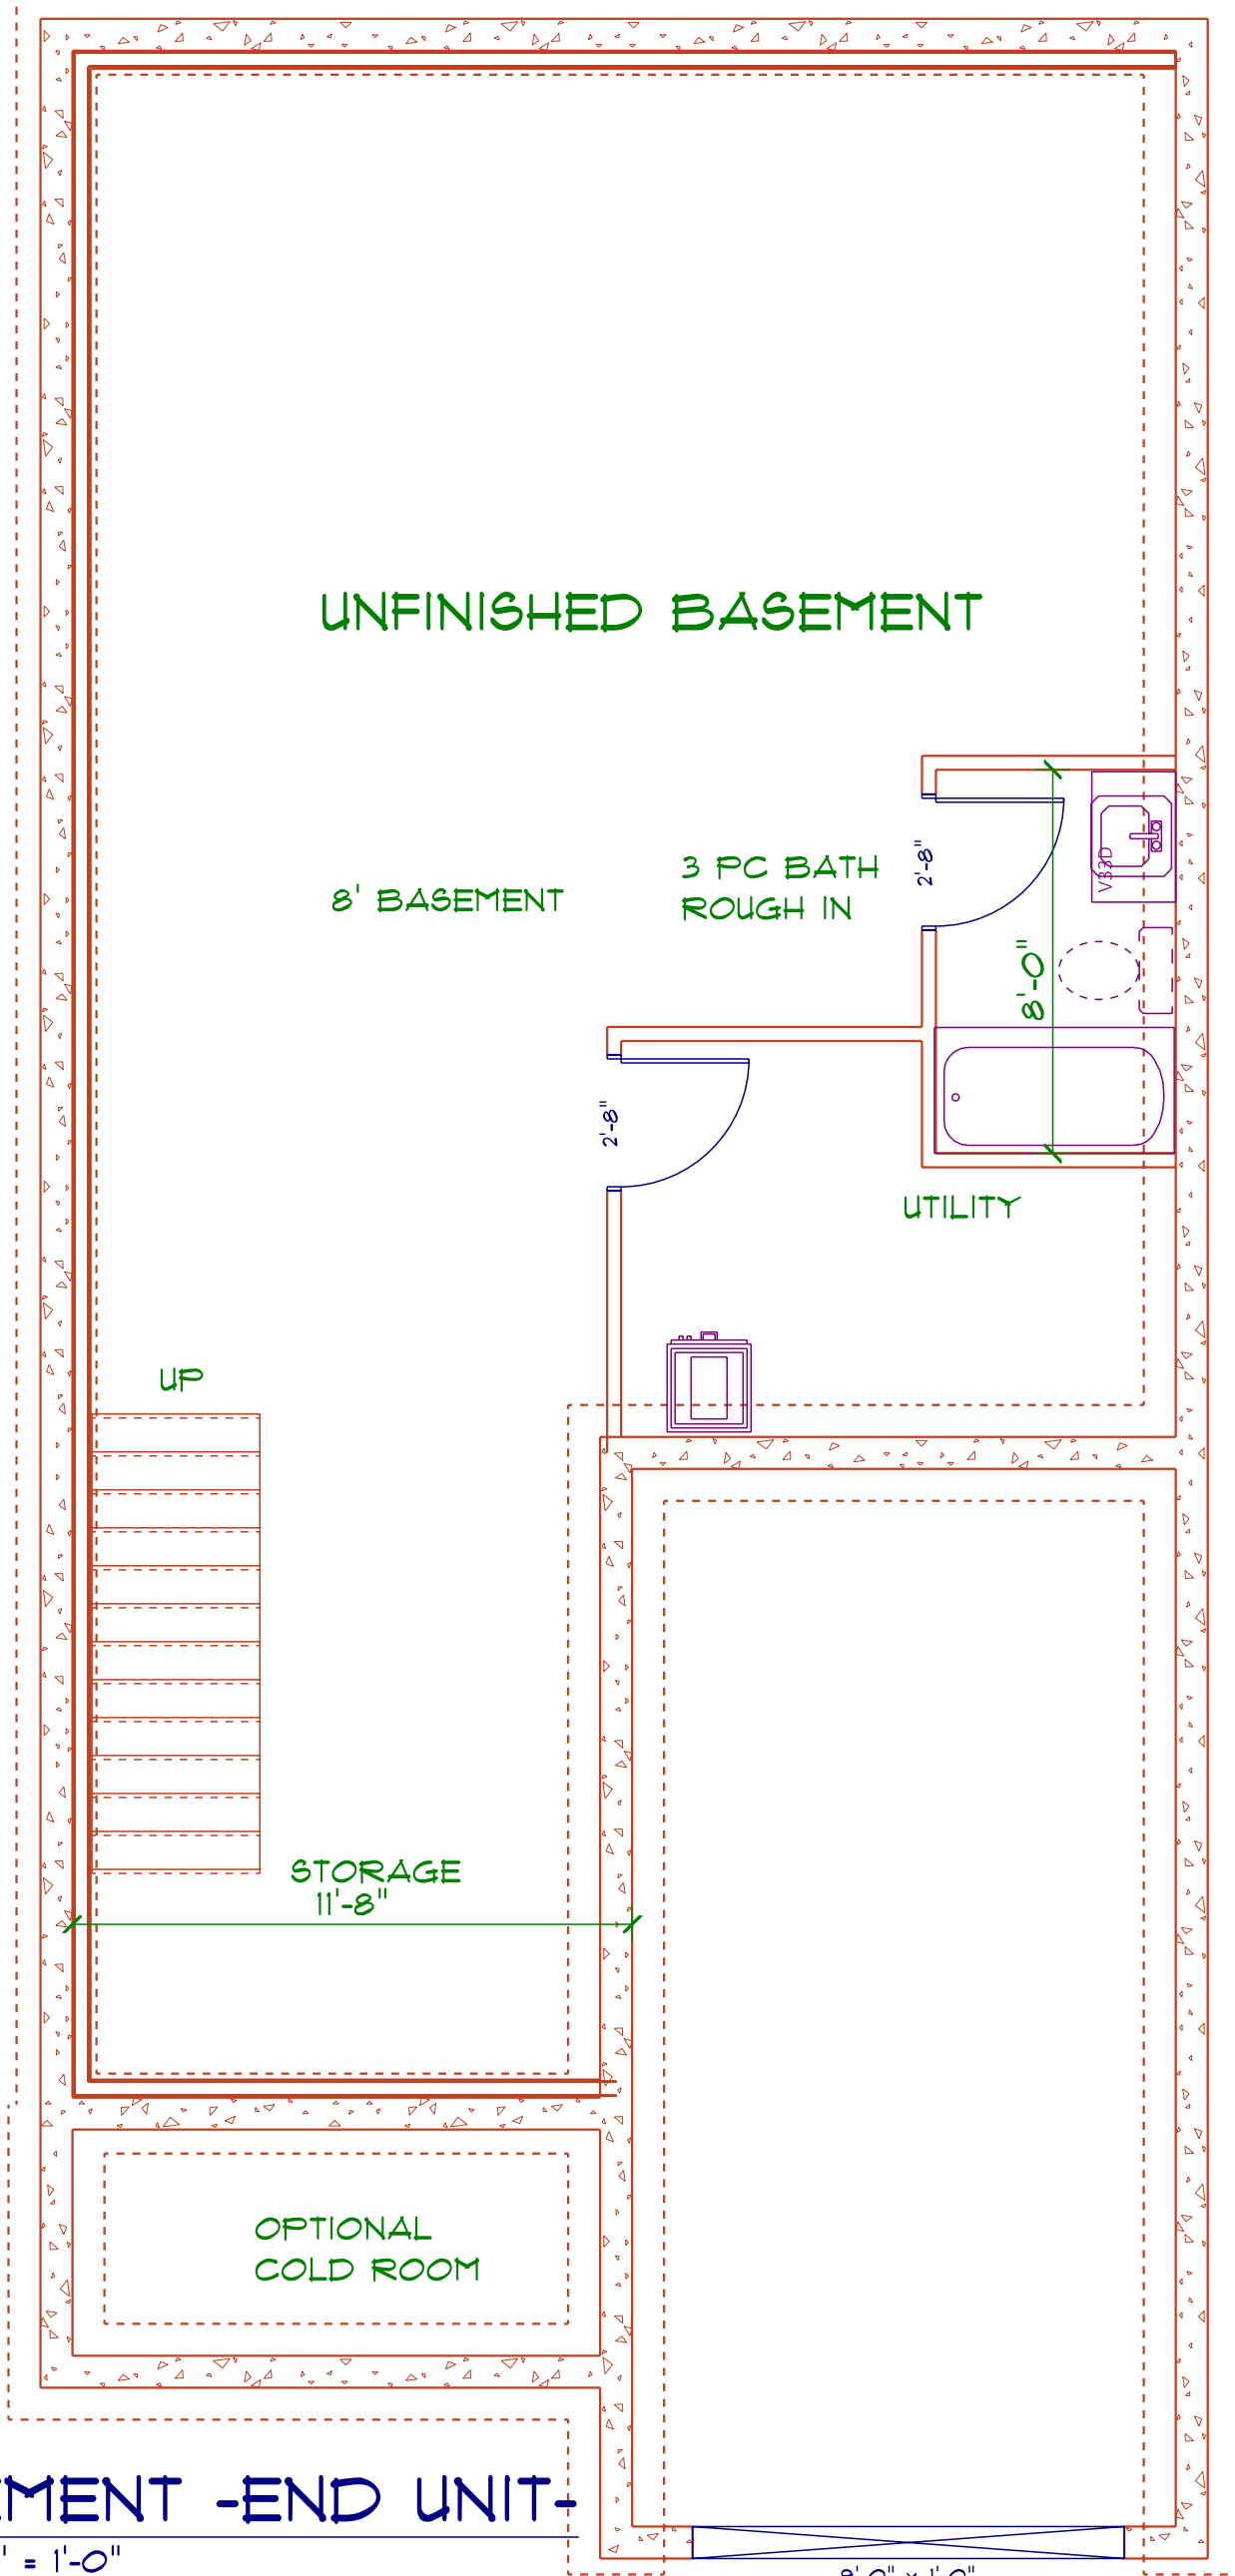 UNFINISHED BASEMENT
8' BASEMENT
3 PC BATH
ROUGH IN
2'-8"
V33D
8'-0"
2'-8"
UTILITY
UP
STORAGE
11'-8"
OPTIONAL
COLD ROOM
EMENT -END UNIT-
" = 1'-0"